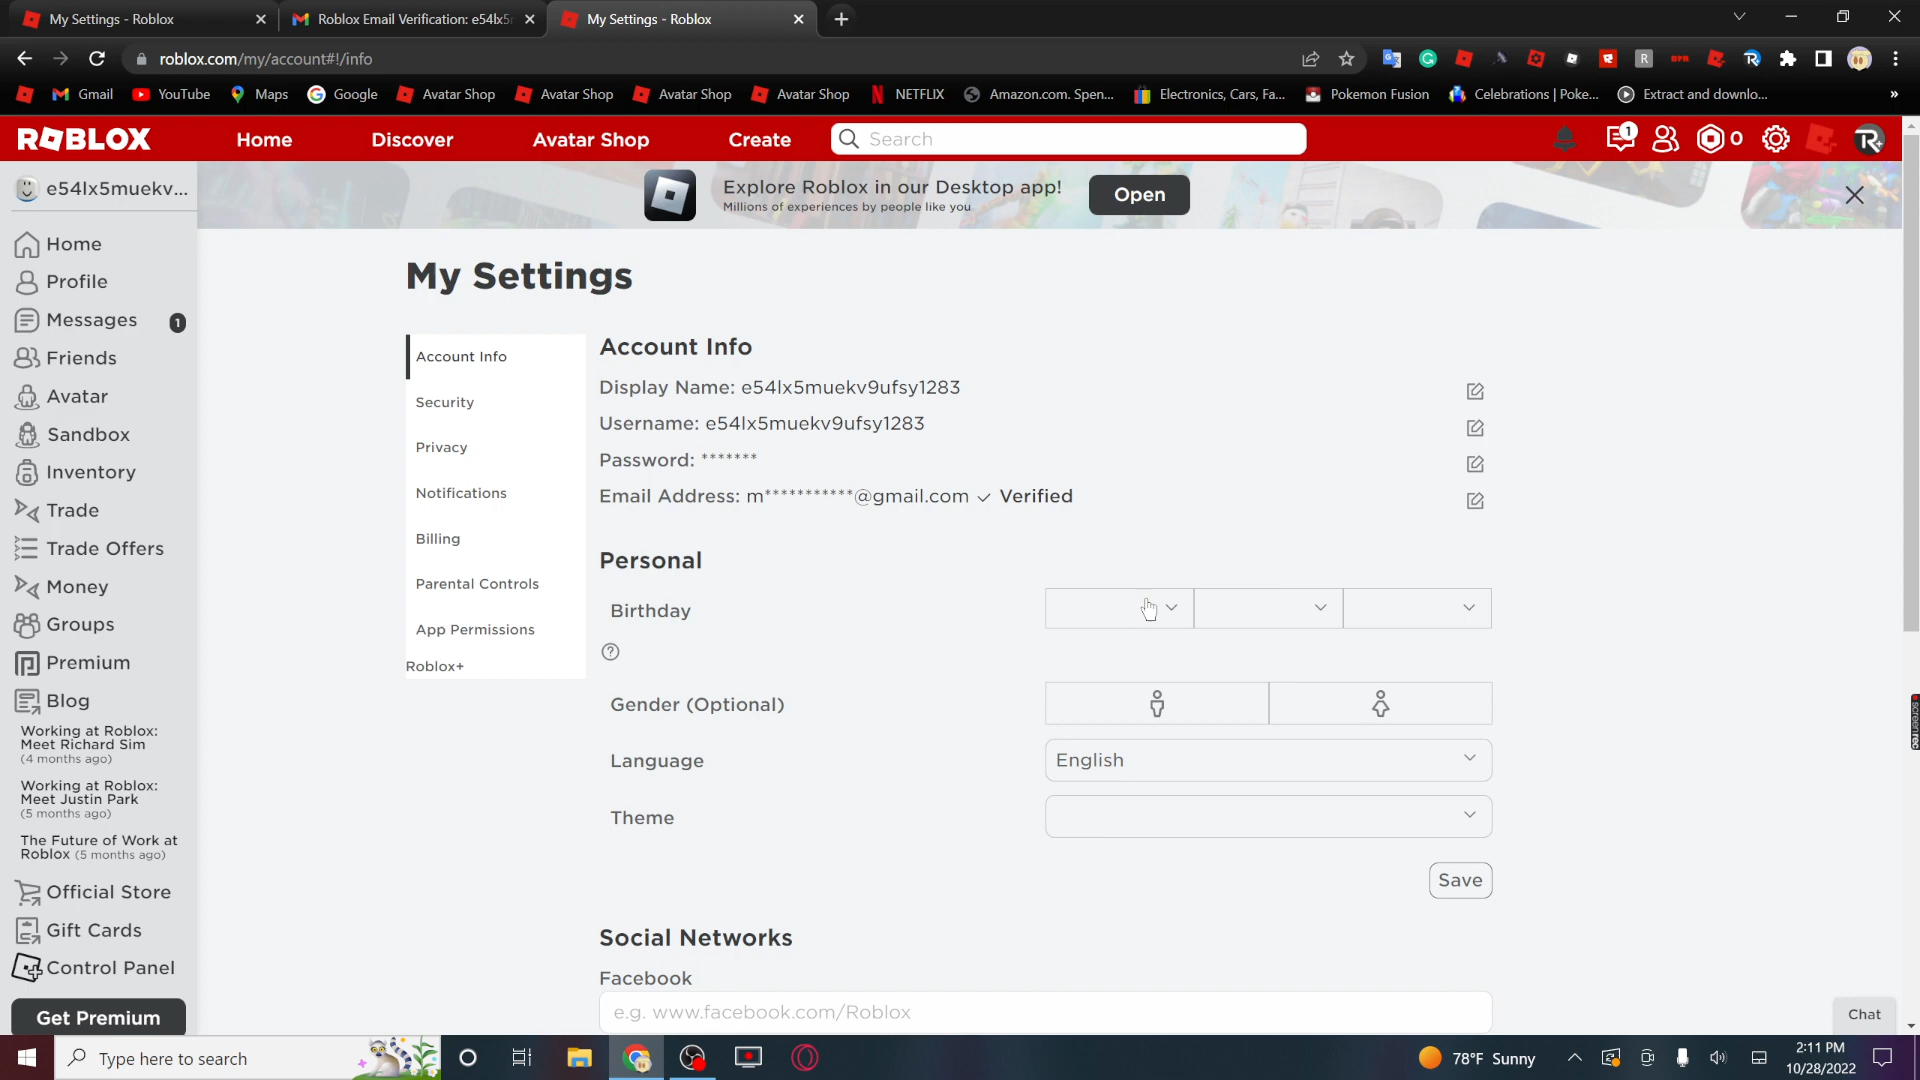 My Settings - Roblox
Roblox Email Verification: e54lx5
My Settings - Roblox
roblox.com/my/account#!/info
Gmail
YouTube
Maps
Google
Avatar Shop
Avatar Shop
Avatar Shop
Avatar Shop
NETFLIX
Amazon.com. Spen...
Electronics, Cars, Fa...
Pokemon Fusion
Celebrations | Poke...
Extract and downlo...
»
ROBLOX
Home
Discover
Avatar Shop
Create
Search
1
0
e54lx5muekv...
Explore Roblox in our Desktop app!
Millions of experiences by people like you
Open
Home
Profile
Messages
1
Friends
Avatar
Sandbox
Inventory
Trade
Trade Offers
Money
Groups
Premium
Blog
Working at Roblox:
Meet Richard Sim
(4 months ago)
Working at Roblox:
Meet Justin Park
(5 months ago)
The Future of Work at
Roblox (5 months ago)
Official Store
Gift Cards
Control Panel
Get Premium
My Settings
Account Info
Security
Privacy
Notifications
Billing
Parental Controls
App Permissions
Roblox+
Account Info
Display Name: e54lx5muekv9ufsy1283
Username: e54lx5muekv9ufsy1283
Password: *******
Email Address: m***********@gmail.com ✓ Verified
Personal
Birthday
Gender (Optional)
Language
English
Theme
Save
Social Networks
Facebook
e.g. www.facebook.com/Roblox
Chat
screenrec
Type here to search
78°F Sunny
2:11 PM
10/28/2022